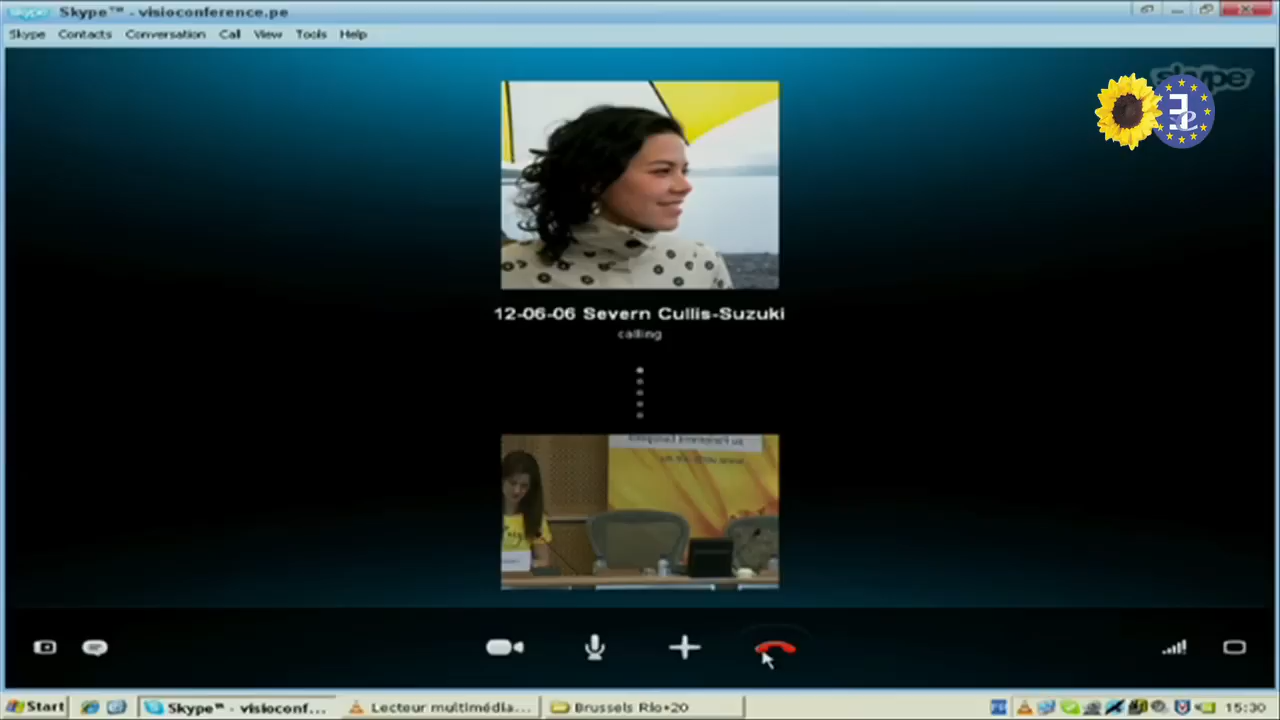 Skype™ - visioconference.pe
Skype Contacts Conversation Call View Tools Help
skype
12-06-06 Severn Cullis-Suzuki
calling
Start
Skype™ - visioconf...
Lecteur multimédia...
Brussels Rio+20
15:30